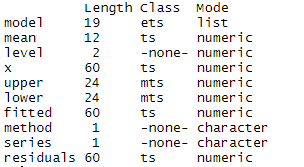 Length Class Mode
model 19 ets list
mean 12 ts numeric
level 2 -none- numeric
x 60 ts numeric
upper 24 mts numeric
lower 24 mts numeric
fitted 60 ts numeric
method 1 -none- character
series 1 -none- character
residuals 60 ts numeric